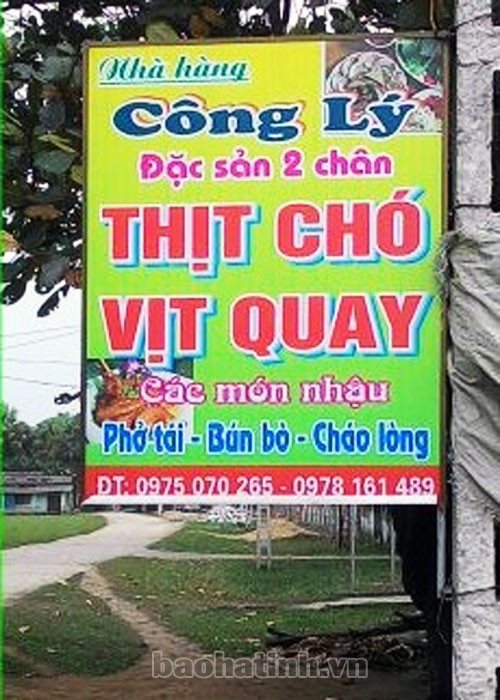 Nhà hàng
Công Lý
Đặc sản 2 chân
THỊT CHÓ
VỊT QUAY
Các món nhậu
Phở tái - Bún bò - Cháo lòng
ĐT: 0975 070 265 - 0978 161 489
baohatinh.vn